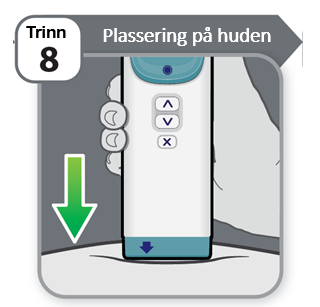 Trinn
8
Plassering på huden